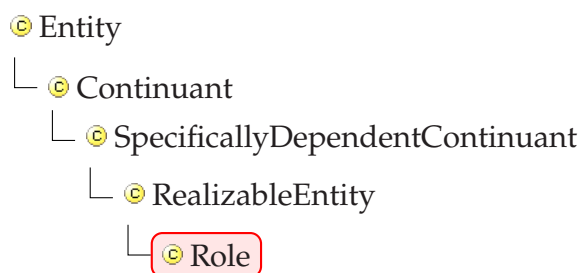 Entity
Continuant
SpecificallyDependentContinuant
RealizableEntity
Role